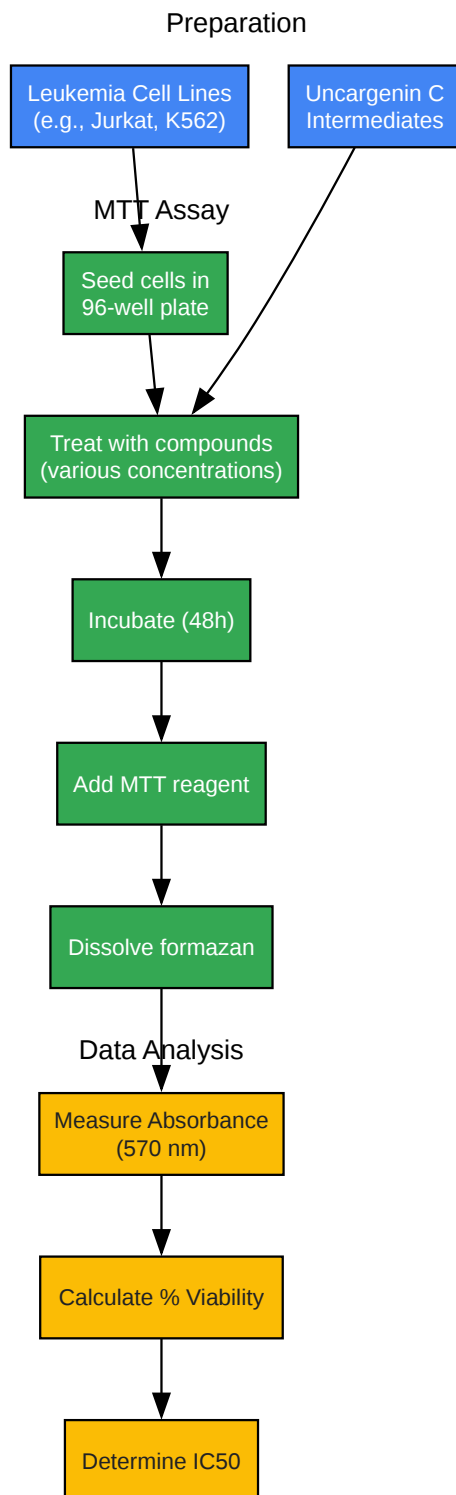 Preparation
Leukemia Cell Lines
(e.g., Jurkat, K562)
Uncargenin C
Intermediates
MTT Assay
Seed cells in
96-well plate
Treat with compounds
(various concentrations)
Incubate (48h)
Add MTT reagent
Dissolve formazan
Data Analysis
Measure Absorbance
(570 nm)
Calculate % Viability
Determine IC50